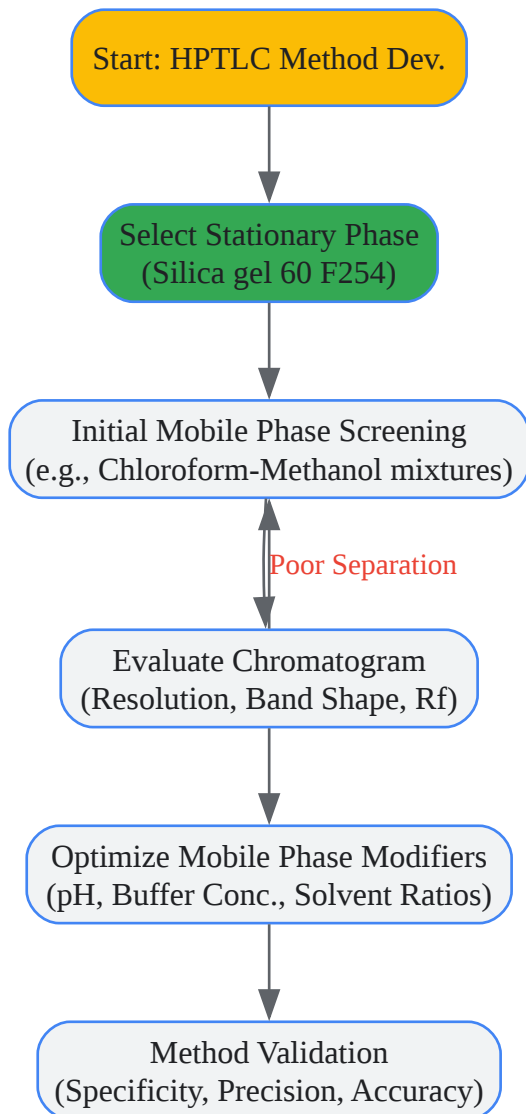 Start: HPTLC Method Dev.
Select Stationary Phase
(Silica gel 60 F254)
Initial Mobile Phase Screening
(e.g., Chloroform-Methanol mixtures)
Poor Separation
Evaluate Chromatogram
(Resolution, Band Shape, Rf)
Optimize Mobile Phase Modifiers
(pH, Buffer Conc., Solvent Ratios)
Method Validation
(Specificity, Precision, Accuracy)